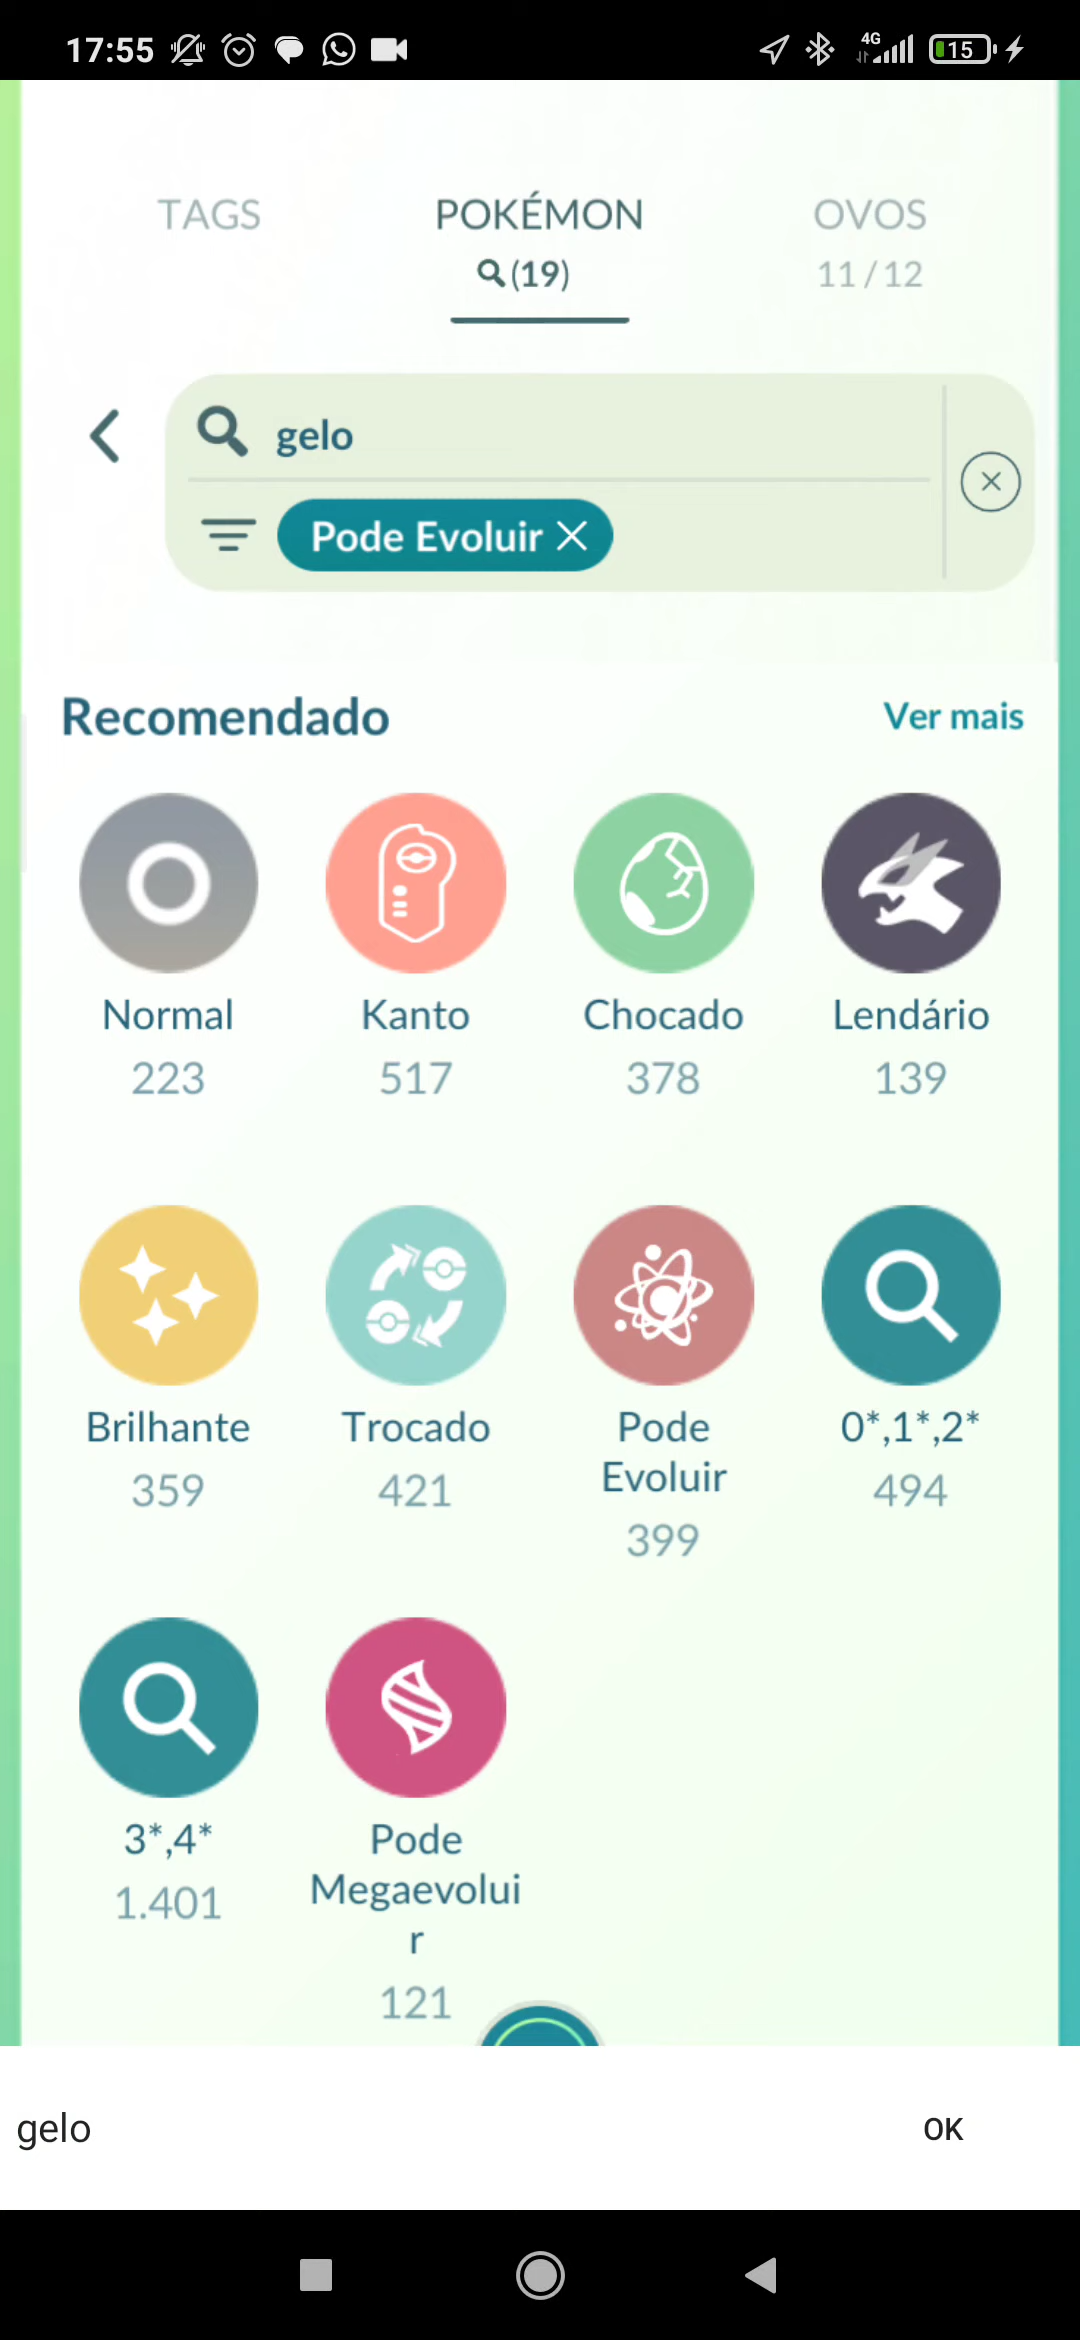 17:55
4G
15
TAGS
POKÉMON
OVOS
(19)
11 / 12
gelo
Pode Evoluir
Recomendado
Ver mais
Normal
Kanto
Chocado
Lendário
223
517
378
139
Brilhante
Trocado
Pode
Evoluir
0*,1*,2*
359
421
399
494
3*,4*
Pode
Megaevolui
r
1.401
121
gelo
OK